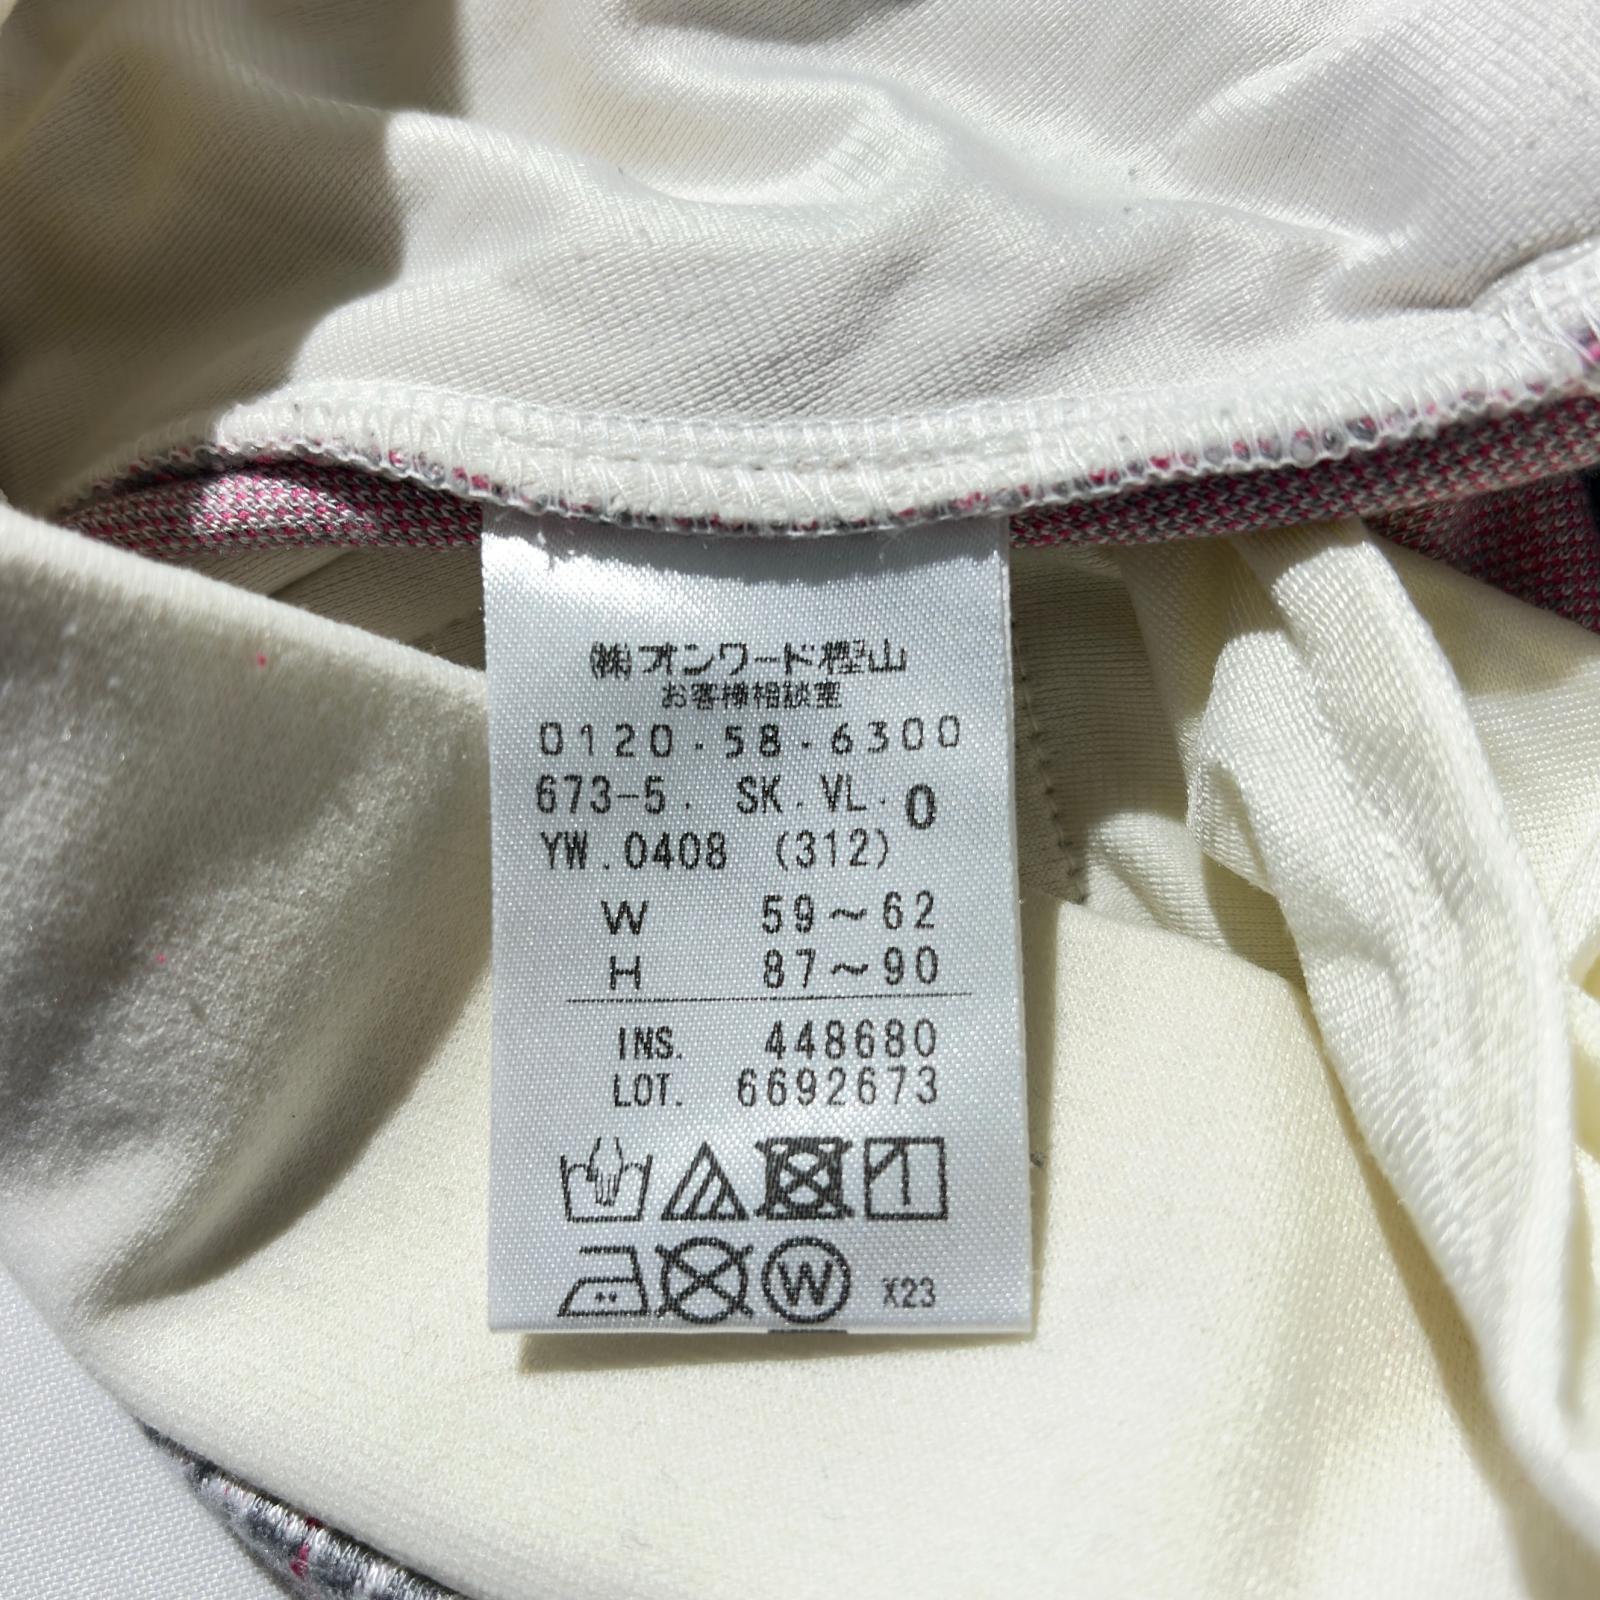 ㈱オンワード樫山
お客様相談室
0120・58・6300
673-5. SK.VL. 0
YW.0408 (312)
W 59～62
H 87～90
INS. 448680
LOT. 6692673
W X23